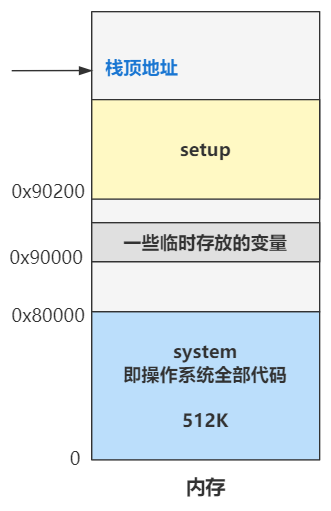 栈顶地址
setup
0x90200
一些临时存放的变量
0x90000
0x80000
system
即操作系统全部代码
512K
0
内存